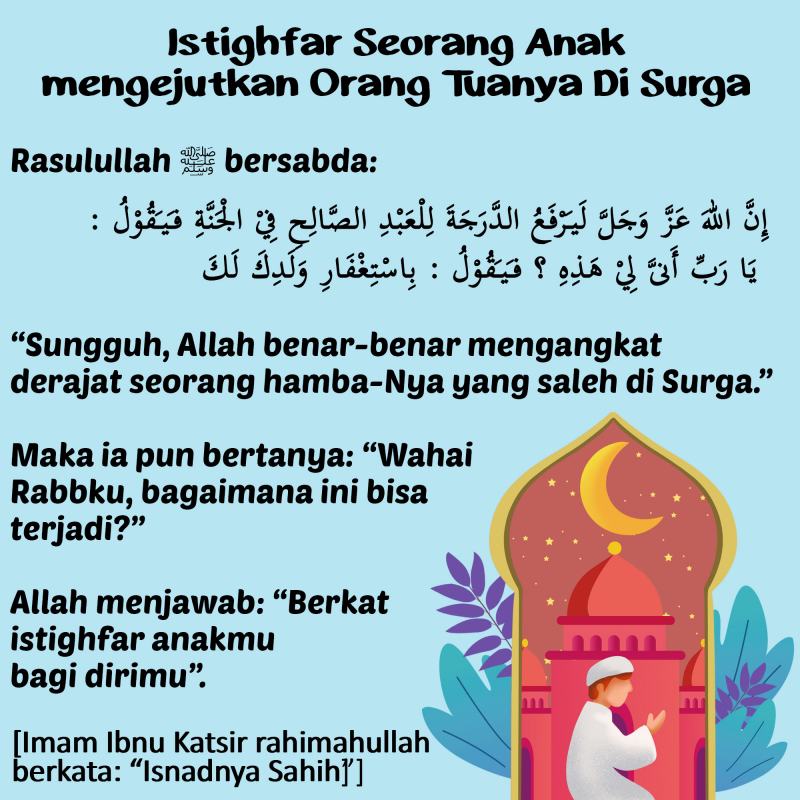 Istighfar Seorang Anak
mengejutkan Orang Tuanya Di Surga
Rasulullah ﷺ bersabda:
إِنَّ اللهَ عَزَّ وَجَلَّ لَيَرْفَعُ الدَّرَجَةَ لِلْعَبْدِ الصَّالِحِ فِيْ الْجَنَّةِ فَيَقُوْلُ :
يَا رَبِّ أَنَّى لِيْ هَذِهِ ؟ فَيَقُوْلُ : بِاسْتِغْفَارِ وَلَدِكَ لَكَ
“Sungguh, Allah benar-benar mengangkat
derajat seorang hamba-Nya yang saleh di Surga.”
Maka ia pun bertanya: “Wahai
Rabbku, bagaimana ini bisa
terjadi?”
Allah menjawab: “Berkat
istighfar anakmu
bagi dirimu”.
[Imam Ibnu Katsir rahimahullah
berkata: “Isnadnya Sahih]”]